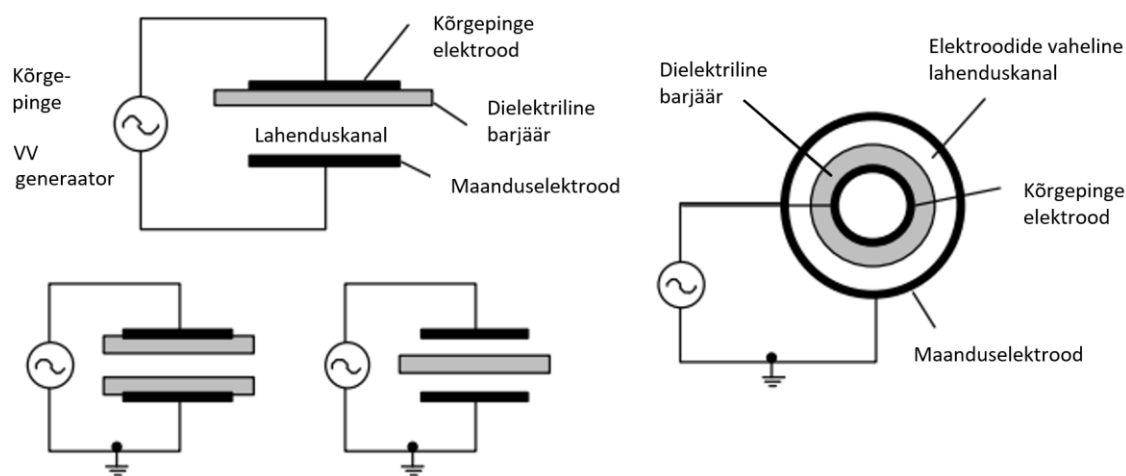 Kõrge-
pinge
VV
generaator
Kõrgepinge
elektrood
Dielektriline
barjäär
Lahenduskanal
Maanduselektrood
Elektroodide vaheline
lahenduskanal
Dielektriline
barjäär
Kõrgepinge
elektrood
Maanduselektrood